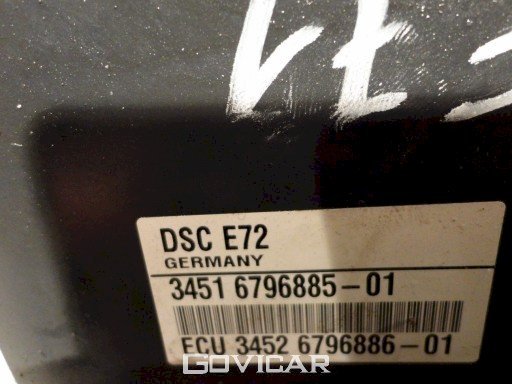 DSC E72
GERMANY
3451 6796885-01
ECU 3452 6796886-01
GOVICAR